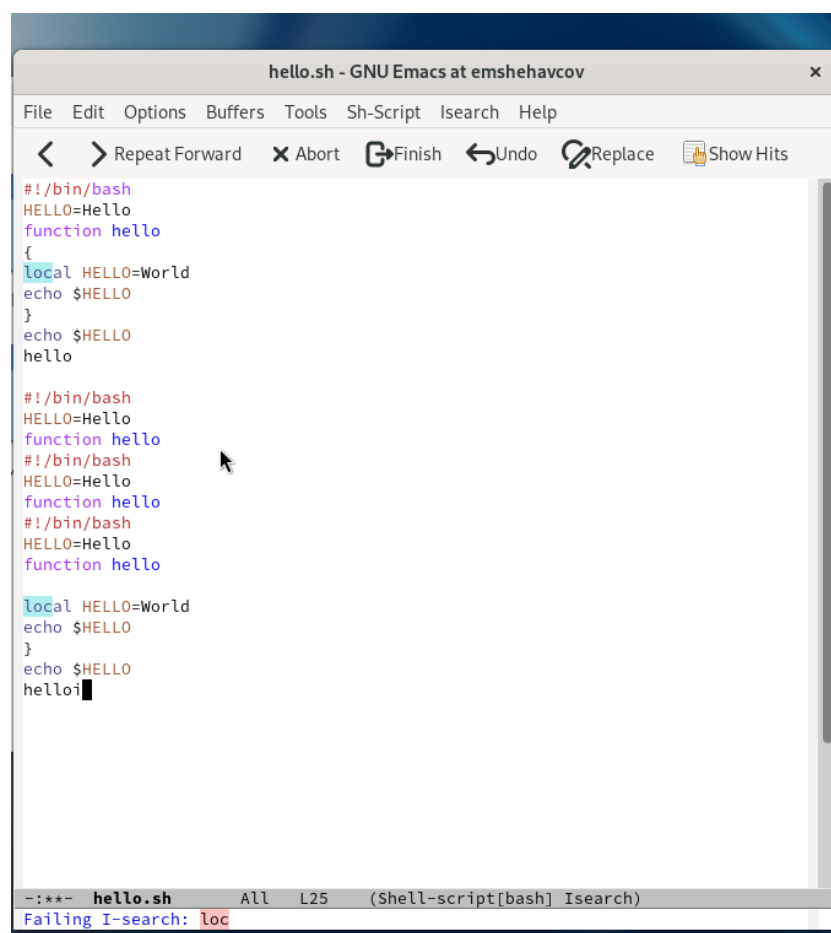 hello.sh - GNU Emacs at emshehavcov ×
File Edit Options Buffers Tools Sh-Script Isearch Help
Repeat Forward Abort Finish Undo Replace Show Hits
#!/bin/bash
HELLO=Hello
function hello
{
local HELLO=World
echo $HELLO
}
echo $HELLO
hello
#!/bin/bash
HELLO=Hello
function hello
#!/bin/bash
HELLO=Hello
function hello
#!/bin/bash
HELLO=Hello
function hello
local HELLO=World
echo $HELLO
}
echo $HELLO
helloi
-:**- hello.sh All L25 (Shell-script[bash] Isearch)
Failing I-search: loc